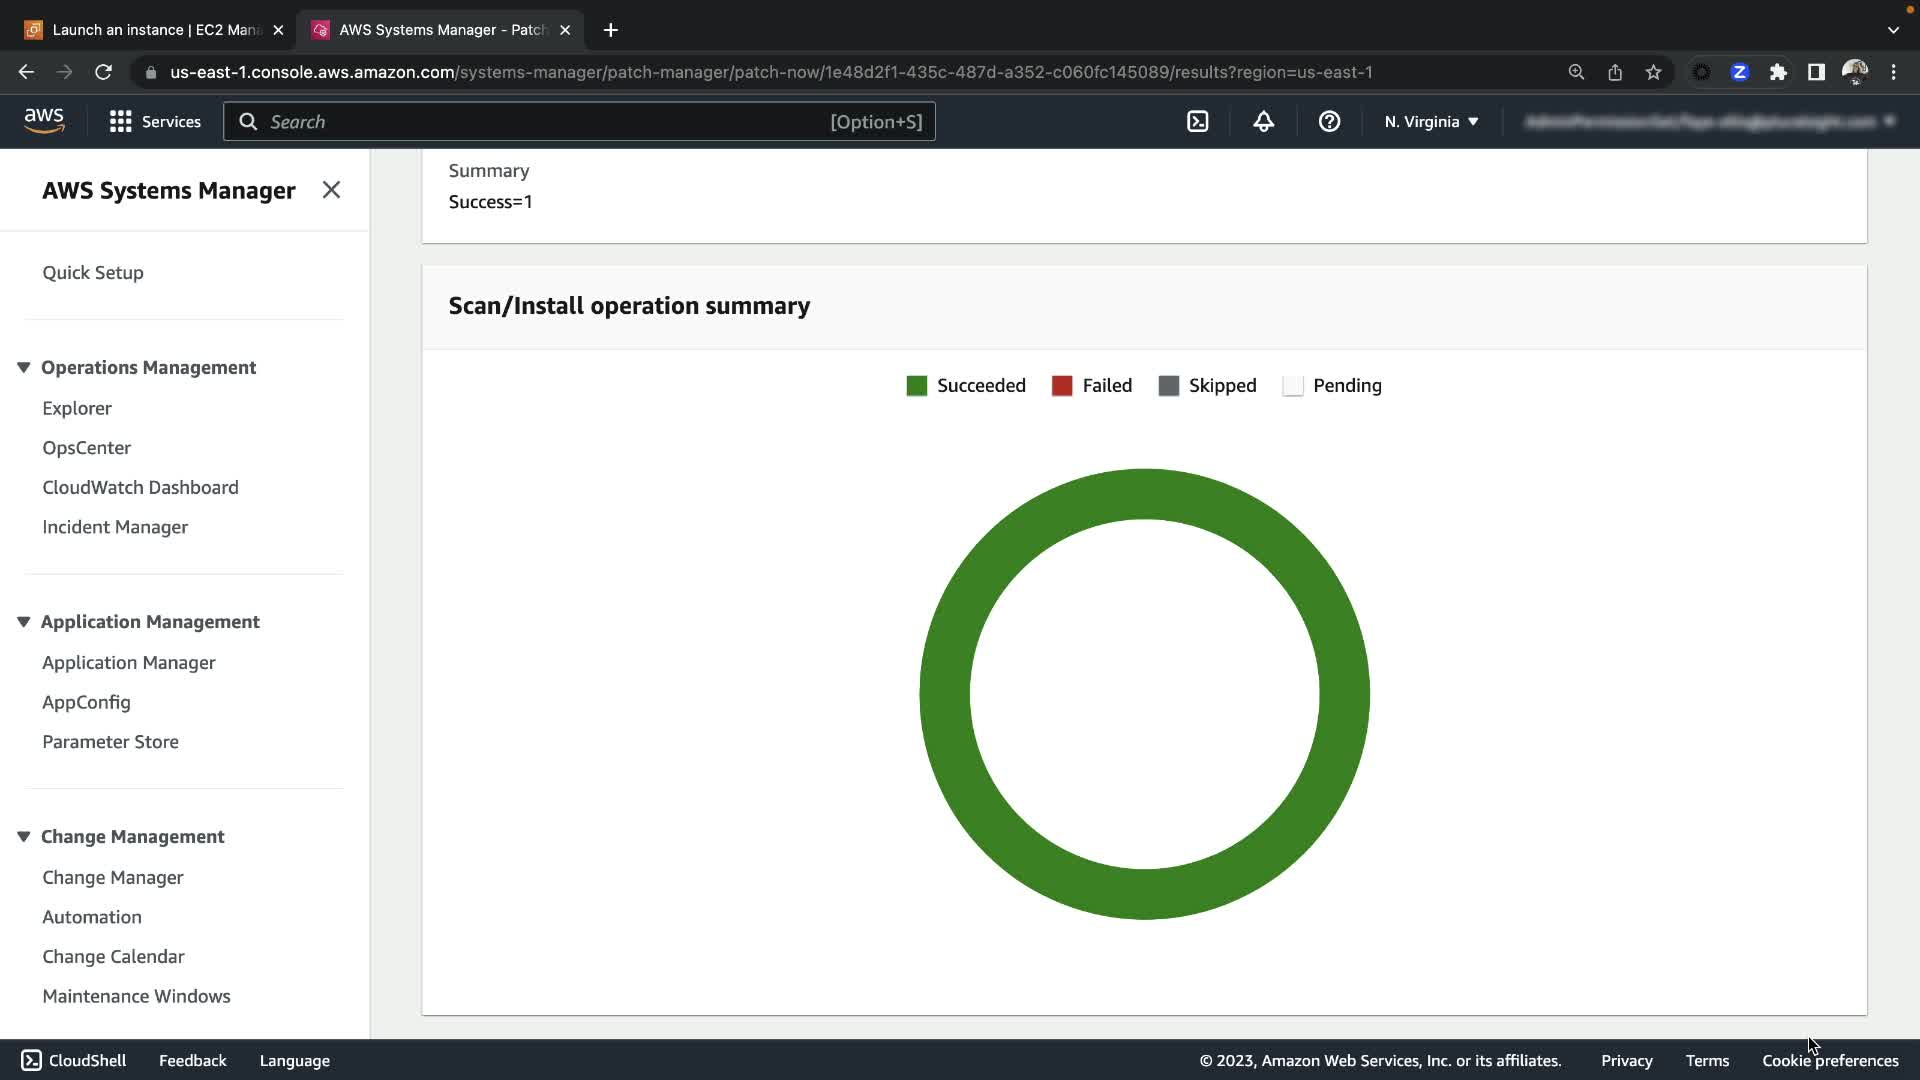 Launch an instance | EC2 Mana
AWS Systems Manager - Patch
us-east-1.console.aws.amazon.com/systems-manager/patch-manager/patch-now/1e48d2f1-435c-487d-a352-c060fc145089/results?region=us-east-1
Z
aws
Services
Search
[Option+S]
N. Virginia
AWS Systems Manager
Quick Setup
Operations Management
Explorer
OpsCenter
CloudWatch Dashboard
Incident Manager
Application Management
Application Manager
AppConfig
Parameter Store
Change Management
Change Manager
Automation
Change Calendar
Maintenance Windows
Summary
Success=1
Scan/Install operation summary
Succeeded
Failed
Skipped
Pending
CloudShell
Feedback
Language
© 2023, Amazon Web Services, Inc. or its affiliates.
Privacy
Terms
Cookie preferences